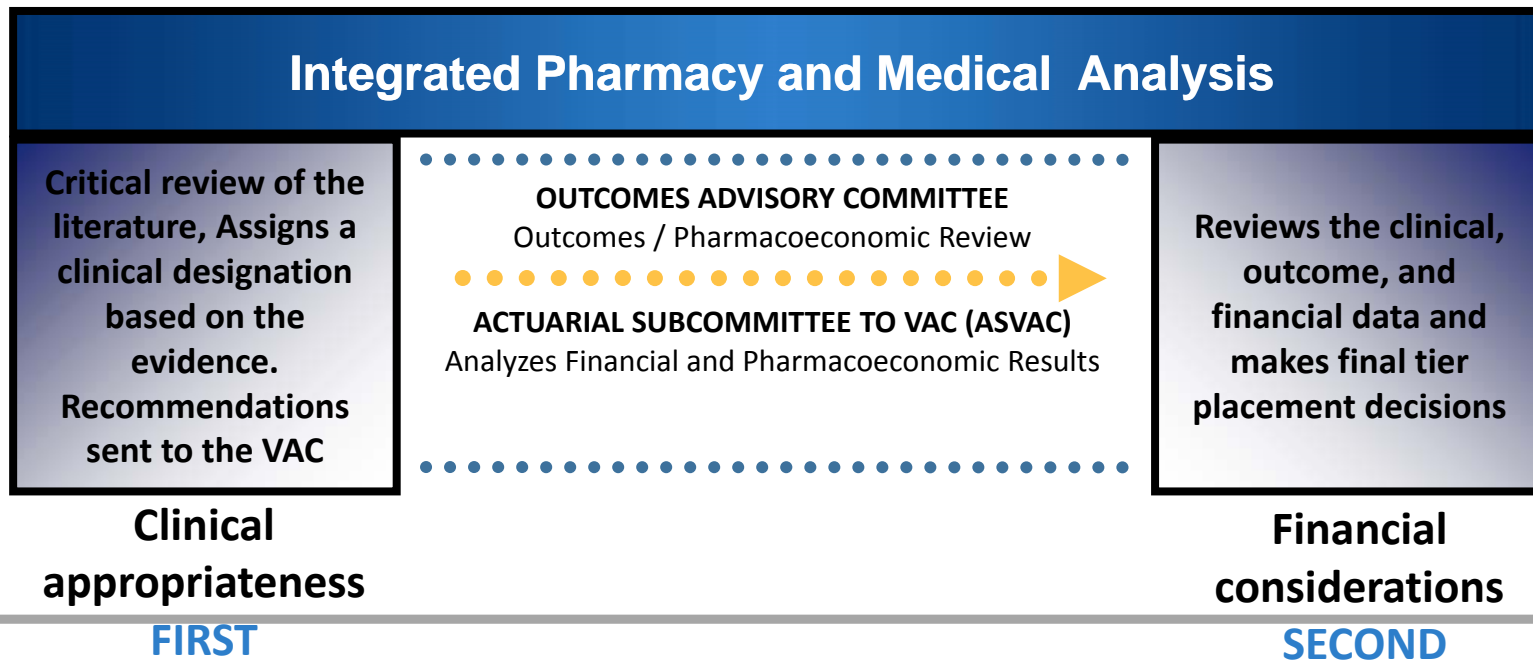 Integrated Pharmacy and Medical  Analysis
Critical review of the
literature, Assigns a
clinical designation
based on the
evidence.
Recommendations
sent to the VAC
OUTCOMES ADVISORY COMMITTEE
Outcomes / Pharmacoeconomic Review
ACTUARIAL SUBCOMMITTEE TO VAC (ASVAC)
Analyzes Financial and Pharmacoeconomic Results
Reviews the clinical,
outcome, and
financial data and
makes final tier
placement decisions
Clinical
appropriateness
FIRST
Financial
considerations
SECOND